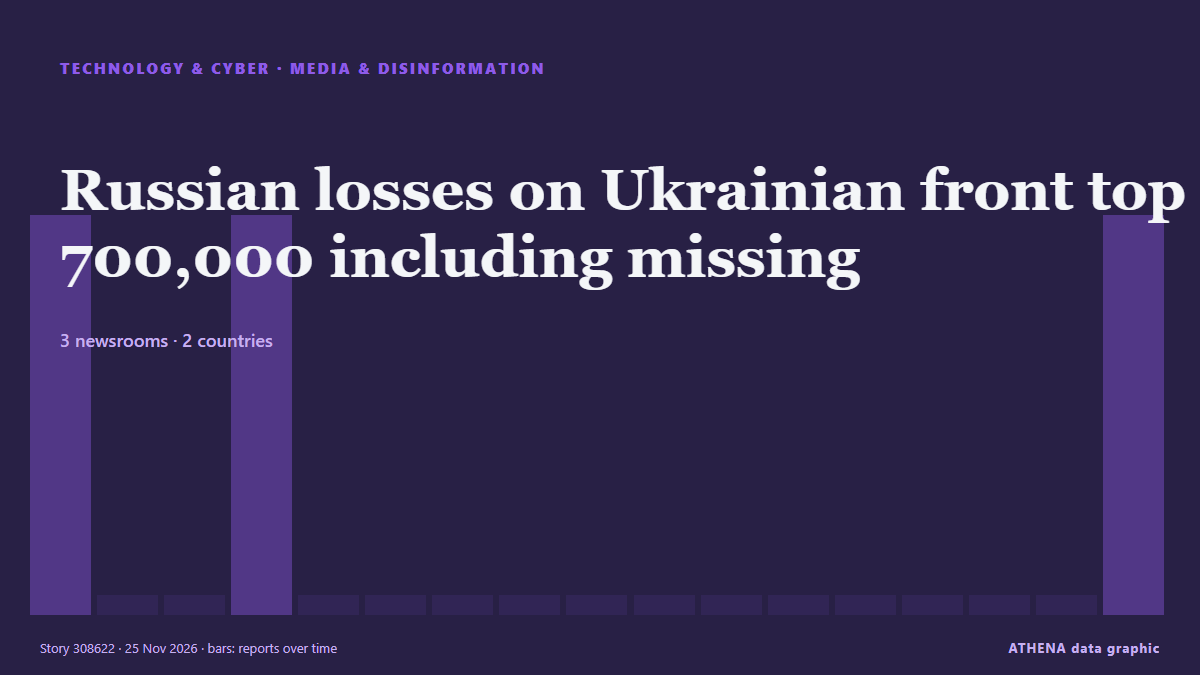 TECHNOLOGY & CYBER · MEDIA & DISINFORMATION
Russian losses on Ukrainian front top
700,000 including missing
3 newsrooms · 2 countries
Story 308622 · 25 Nov 2026 · bars: reports over time
ATHENA data graphic